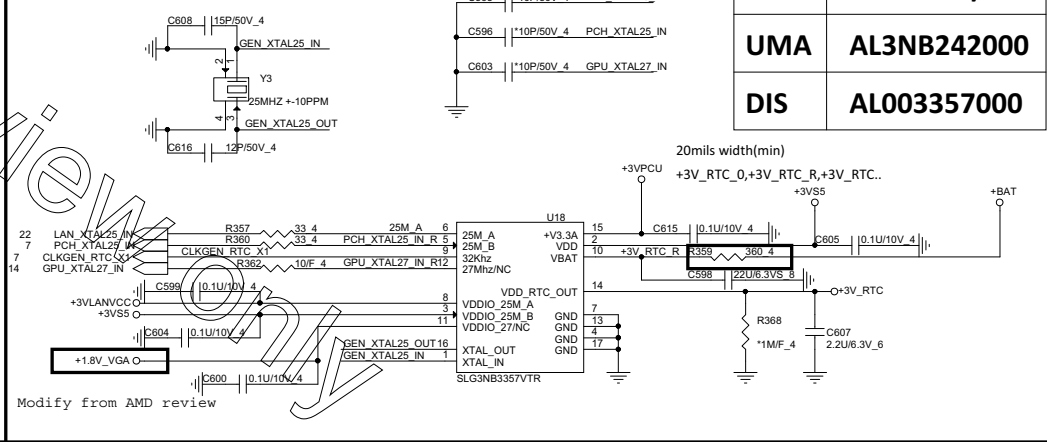 C608 15P/50V_4
GEN_XTAL25_IN
2 1
Y3
25MHZ +-10PPM
4 3
GEN_XTAL25_OUT
C616 12P/50V_4
C596 *10P/50V_4 PCH_XTAL25_IN
C603 *10P/50V_4 GPU_XTAL27_IN
UMA AL3NB242000
DIS AL003357000
20mils width(min)
+3VPCU +3V_RTC_0,+3V_RTC_R,+3V_RTC..
+3VS5
+BAT
U18
22 LAN_XTAL25_IN R357 33_4 25M_A 6 25M_A
7 PCH_XTAL25_IN R360 33_4 PCH_XTAL25_IN_R 5 25M_B
7 CLKGEN_RTC_X1 CLKGEN_RTC_X1 9 32Khz
14 GPU_XTAL27_IN R362 10/F_4 GPU_XTAL27_IN_R 12 27Mhz/NC
+V3.3A 15 C615 0.1U/10V_4
VDD 2 C605 0.1U/10V_4
VBAT 10 +3V_RTC_R R359 360_4
C598 22U/6.3VS_8
VDD_RTC_OUT 14 +3V_RTC
C599 0.1U/10V_4
+3VLANVCC 8 VDDIO_25M_A
+3VS5 3 VDDIO_25M_B
11 VDDIO_27/NC
GND 7
GND 13
GND 4
GND 17
R368
*1M/F_4
C607
2.2U/6.3V_6
C604 0.1U/10V_4
GEN_XTAL25_OUT 16 XTAL_OUT
GEN_XTAL25_IN 1 XTAL_IN
+1.8V_VGA
C600 0.1U/10V_4
SLG3NB3357VTR
Modify from AMD review
view
only